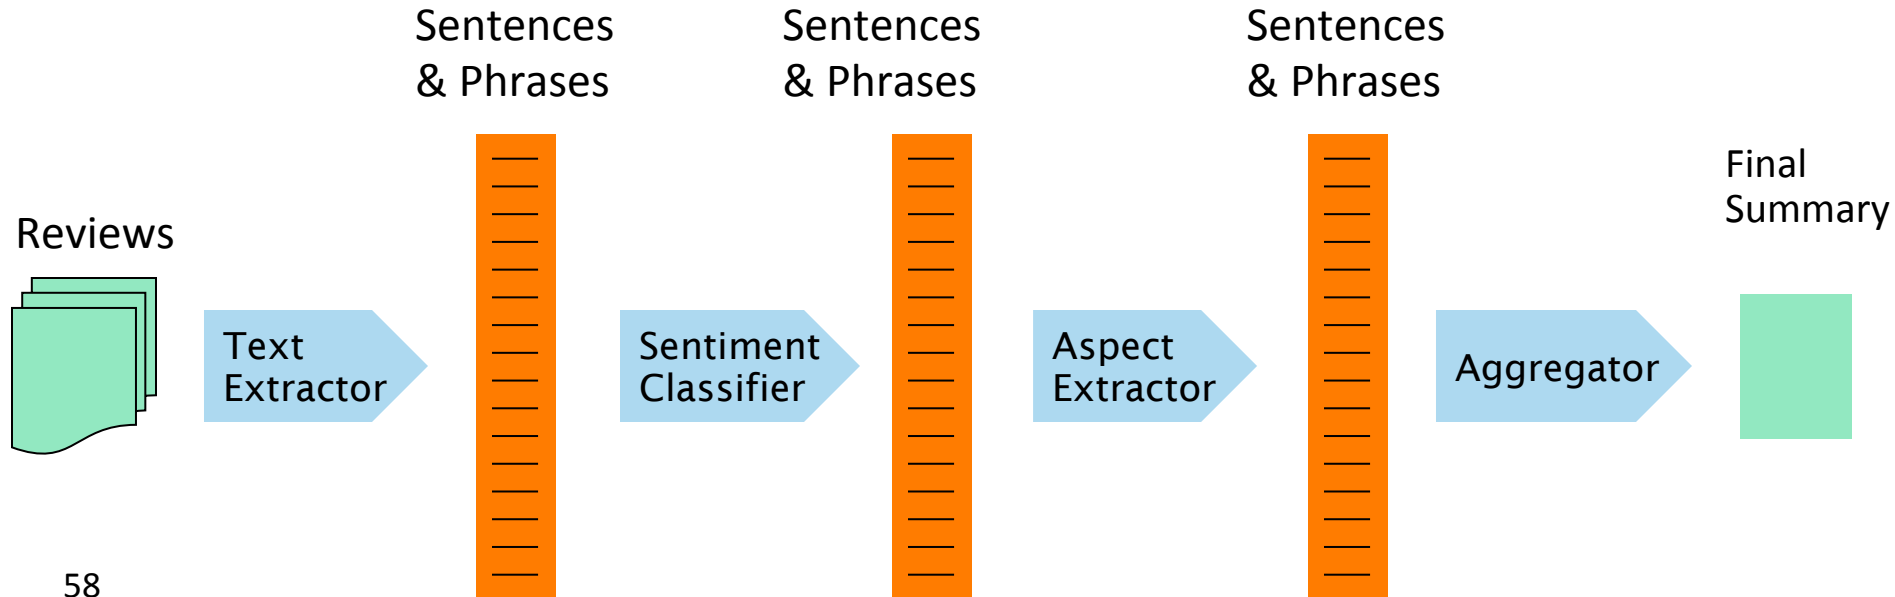 Sentences
& Phrases
Sentences
& Phrases
Sentences
& Phrases
Final
Summary
Reviews
Text
Extractor
Sentiment
Classifier
Aspect
Extractor
Aggregator
58